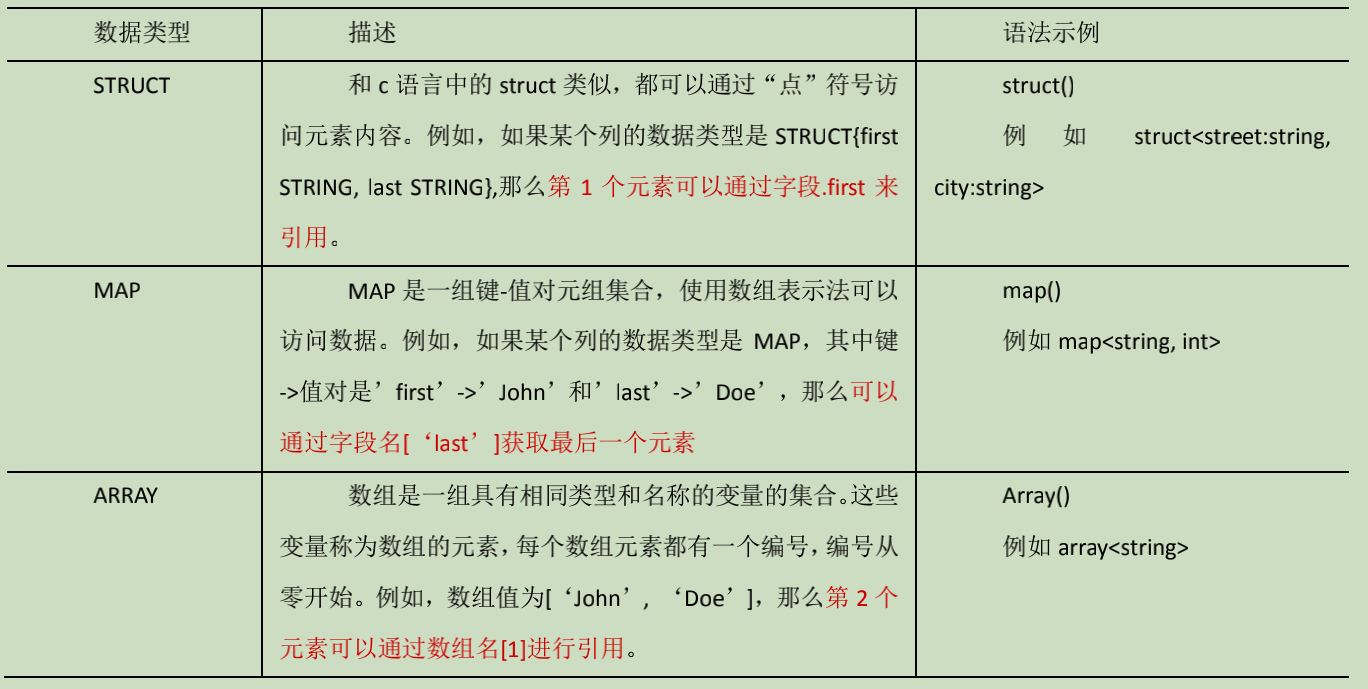 数据类型 描述 语法示例
STRUCT 和 c 语言中的 struct 类似，都可以通过“点”符号访 struct()
问元素内容。例如，如果某个列的数据类型是 STRUCT{first 例如 struct<street:string,
STRING, last STRING},那么第 1 个元素可以通过字段.first 来 city:string>
引用。
MAP MAP 是一组键-值对元组集合，使用数组表示法可以 map()
访问数据。例如，如果某个列的数据类型是 MAP，其中键 例如 map<string, int>
->值对是’first’->’John’和’last’->’Doe’，那么可以
通过字段名[‘last’]获取最后一个元素
ARRAY 数组是一组具有相同类型和名称的变量的集合。这些 Array()
变量称为数组的元素，每个数组元素都有一个编号，编号从 例如 array<string>
零开始。例如，数组值为[‘John’, ‘Doe’]，那么第 2 个
元素可以通过数组名[1]进行引用。